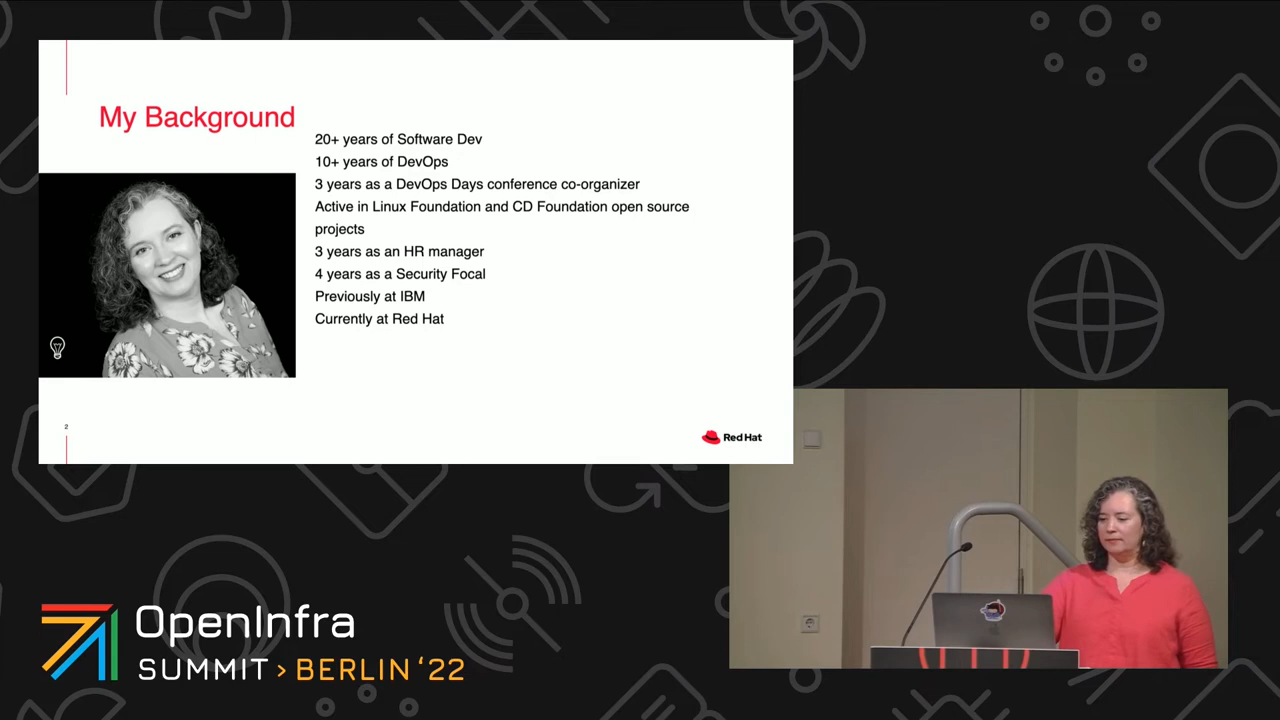 My Background
20+ years of Software Dev
10+ years of DevOps
3 years as a DevOps Days conference co-organizer
Active in Linux Foundation and CD Foundation open source
projects
3 years as an HR manager
4 years as a Security Focal
Previously at IBM
Currently at Red Hat
2
Red Hat
OpenInfra
SUMMIT > BERLIN '22